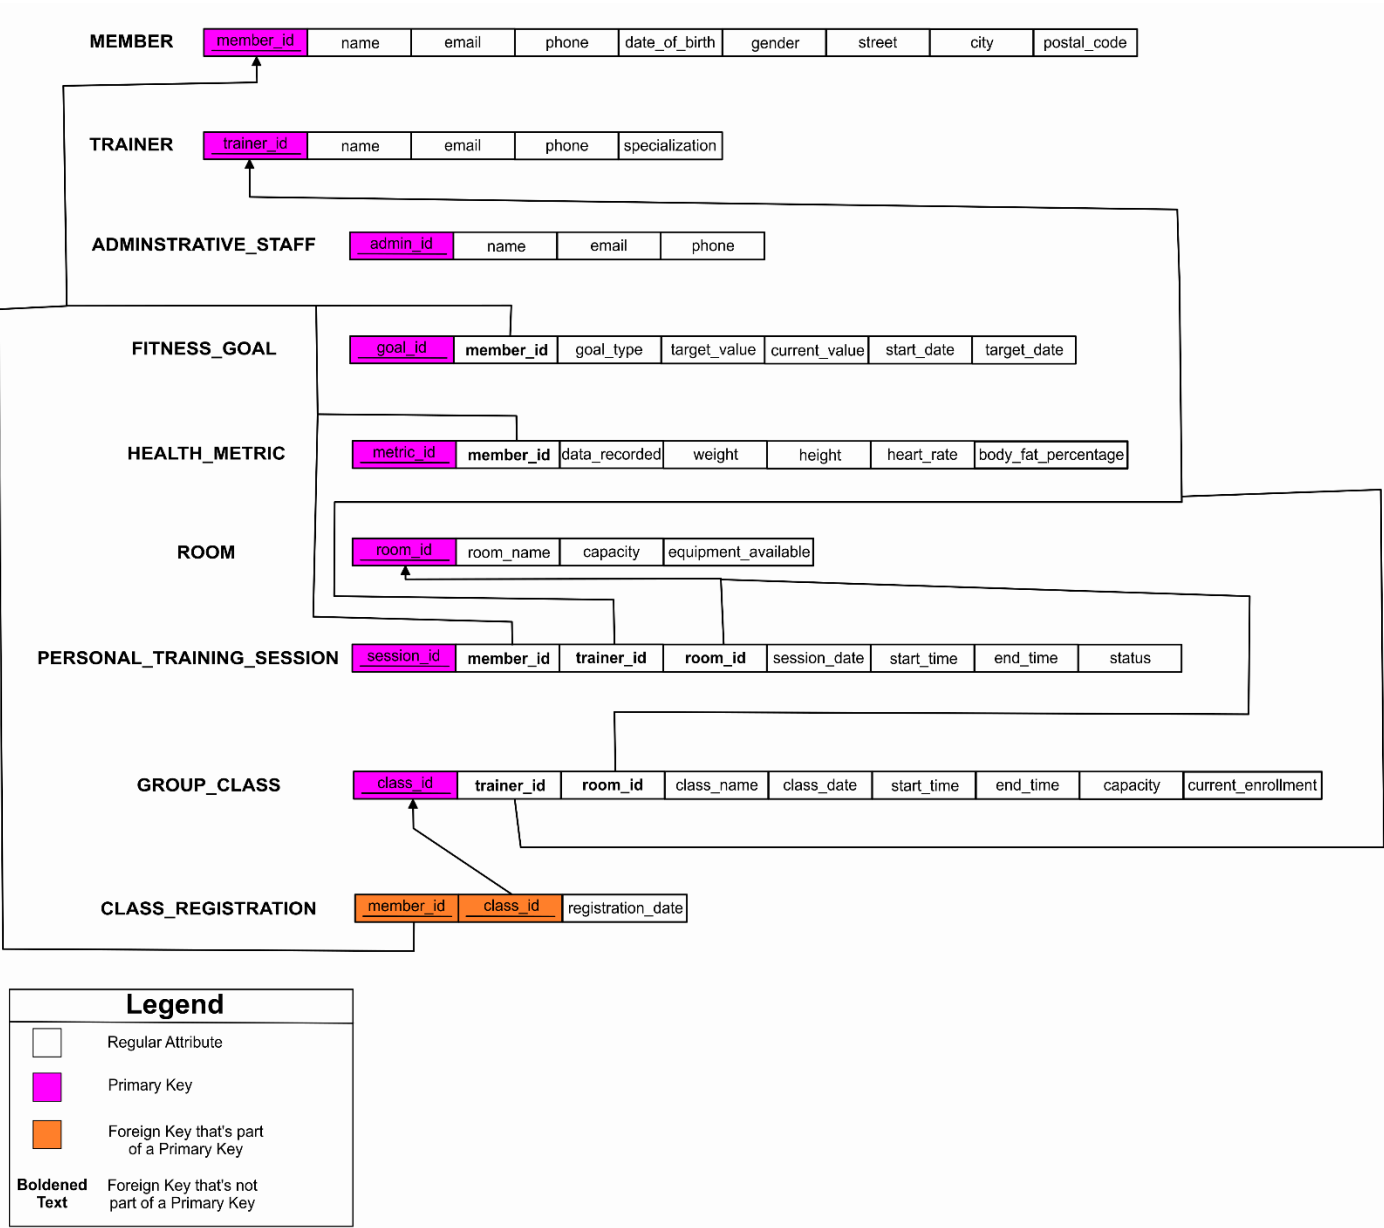 MEMBER member_id name email phone date_of_birth gender street city postal_code
TRAINER trainer_id name email phone specialization
ADMINSTRATIVE_STAFF admin_id name email phone
FITNESS_GOAL goal_id member_id goal_type target_value current_value start_date target_date
HEALTH_METRIC metric_id member_id data_recorded weight height heart_rate body_fat_percentage
ROOM room_id room_name capacity equipment_available
PERSONAL_TRAINING_SESSION session_id member_id trainer_id room_id session_date start_time end_time status
GROUP_CLASS class_id trainer_id room_id class_name class_date start_time end_time capacity current_enrollment
CLASS_REGISTRATION member_id class_id registration_date
Legend
Regular Attribute
Primary Key
Foreign Key that's part
of a Primary Key
Boldened Text Foreign Key that's not
part of a Primary Key